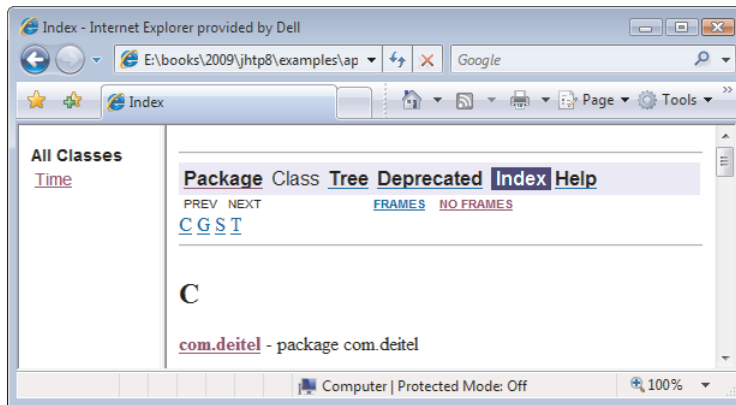 Index - Internet Explorer provided by Dell
E:\books\2009\jhtp8\examples\ap
Google
Index
Page
Tools
All Classes
Time
Package Class Tree Deprecated Index Help
PREV NEXT FRAMES NO FRAMES
C G S T
C
com.deitel - package com.deitel
Computer | Protected Mode: Off
100%